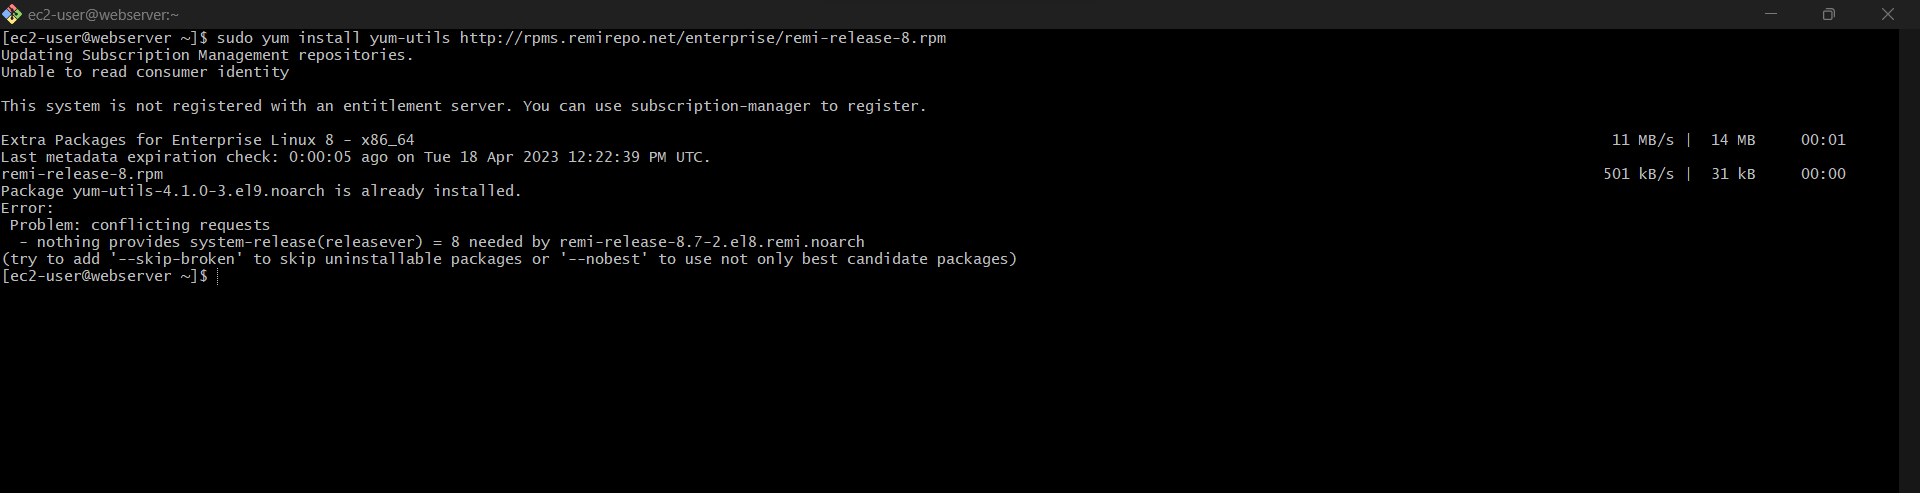 ec2-user@webserver:~
[ec2-user@webserver ~]$ sudo yum install yum-utils http://rpms.remirepo.net/enterprise/remi-release-8.rpm
Updating Subscription Management repositories.
Unable to read consumer identity
This system is not registered with an entitlement server. You can use subscription-manager to register.
Extra Packages for Enterprise Linux 8 - x86_64 11 MB/s | 14 MB 00:01
Last metadata expiration check: 0:00:05 ago on Tue 18 Apr 2023 12:22:39 PM UTC.
remi-release-8.rpm 501 kB/s | 31 kB 00:00
Package yum-utils-4.1.0-3.el9.noarch is already installed.
Error:
Problem: conflicting requests
- nothing provides system-release(releasever) = 8 needed by remi-release-8.7-2.el8.remi.noarch
(try to add '--skip-broken' to skip uninstallable packages or '--nobest' to use not only best candidate packages)
[ec2-user@webserver ~]$